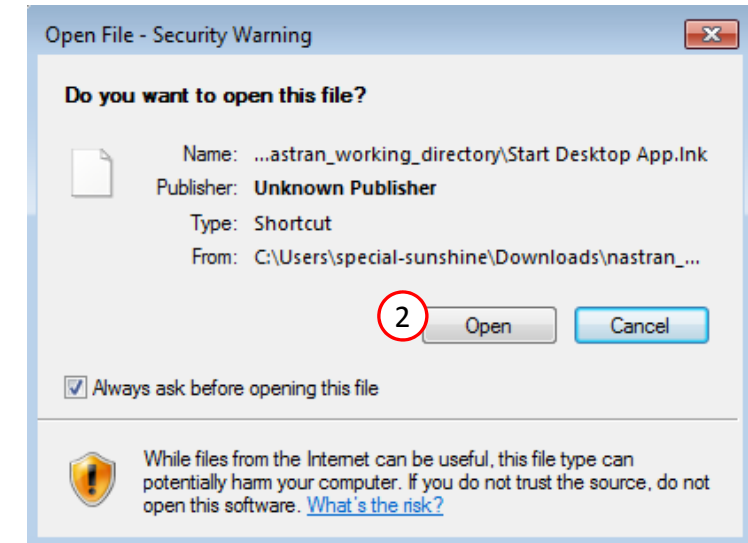 Open File - Security Warning
Do you want to open this file?
Name: ...astran_working_directory\Start Desktop App.lnk
Publisher: Unknown Publisher
Type: Shortcut
From: C:\Users\special-sunshine\Downloads\nastran_...
2 Open Cancel
Always ask before opening this file
While files from the Internet can be useful, this file type can
potentially harm your computer. If you do not trust the source, do not
open this software. What's the risk?